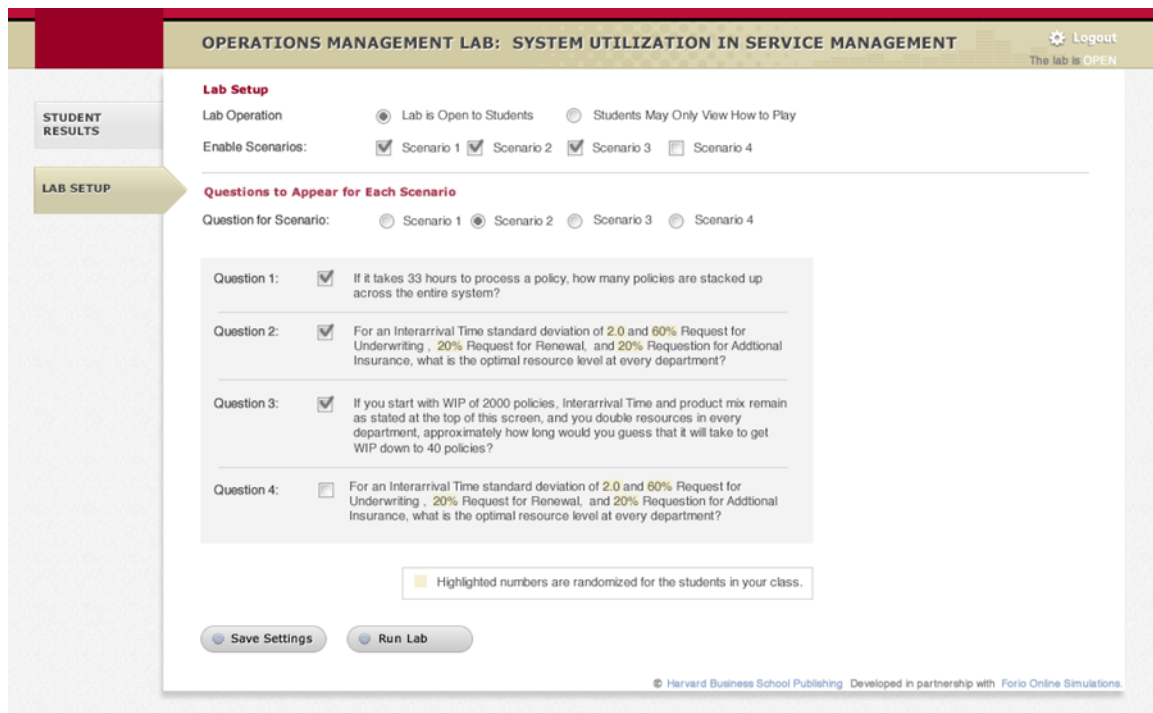 OPERATIONS MANAGEMENT LAB: SYSTEM UTILIZATION IN SERVICE MANAGEMENT
Logout
The lab is OPEN
STUDENT
RESULTS
LAB SETUP
Lab Setup
Lab Operation Lab is Open to Students Students May Only View How to Play
Enable Scenarios: Scenario 1 Scenario 2 Scenario 3 Scenario 4
Questions to Appear for Each Scenario
Question for Scenario: Scenario 1 Scenario 2 Scenario 3 Scenario 4
Question 1: If it takes 33 hours to process a policy, how many policies are stacked up
across the entire system?
Question 2: For an Interarrival Time standard deviation of 2.0 and 60% Request for
Underwriting , 20% Request for Renewal, and 20% Requestion for Addtional
Insurance, what is the optimal resource level at every department?
Question 3: If you start with WIP of 2000 policies, Interarrival Time and product mix remain
as stated at the top of this screen, and you double resources in every
department, approximately how long would you guess that it will take to get
WIP down to 40 policies?
Question 4: For an Interarrival Time standard deviation of 2.0 and 60% Request for
Underwriting , 20% Request for Renewal, and 20% Requestion for Addtional
Insurance, what is the optimal resource level at every department?
Highlighted numbers are randomized for the students in your class.
Save Settings Run Lab
© Harvard Business School Publishing Developed in partnership with Forio Online Simulations.